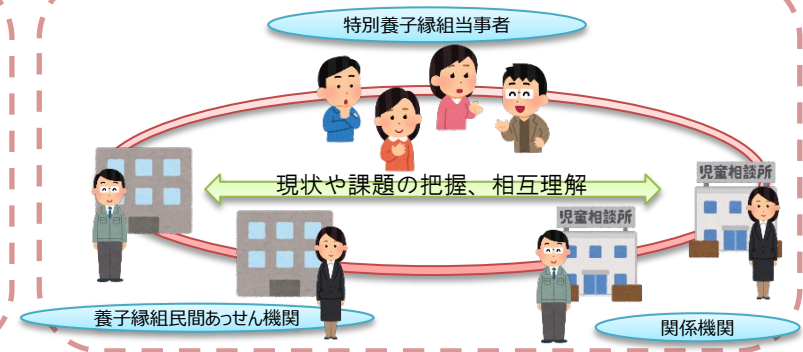 特別養子縁組当事者
児童相談所
現状や課題の把握、相互理解
児童相談所
養子縁組民間あっせん機関
関係機関